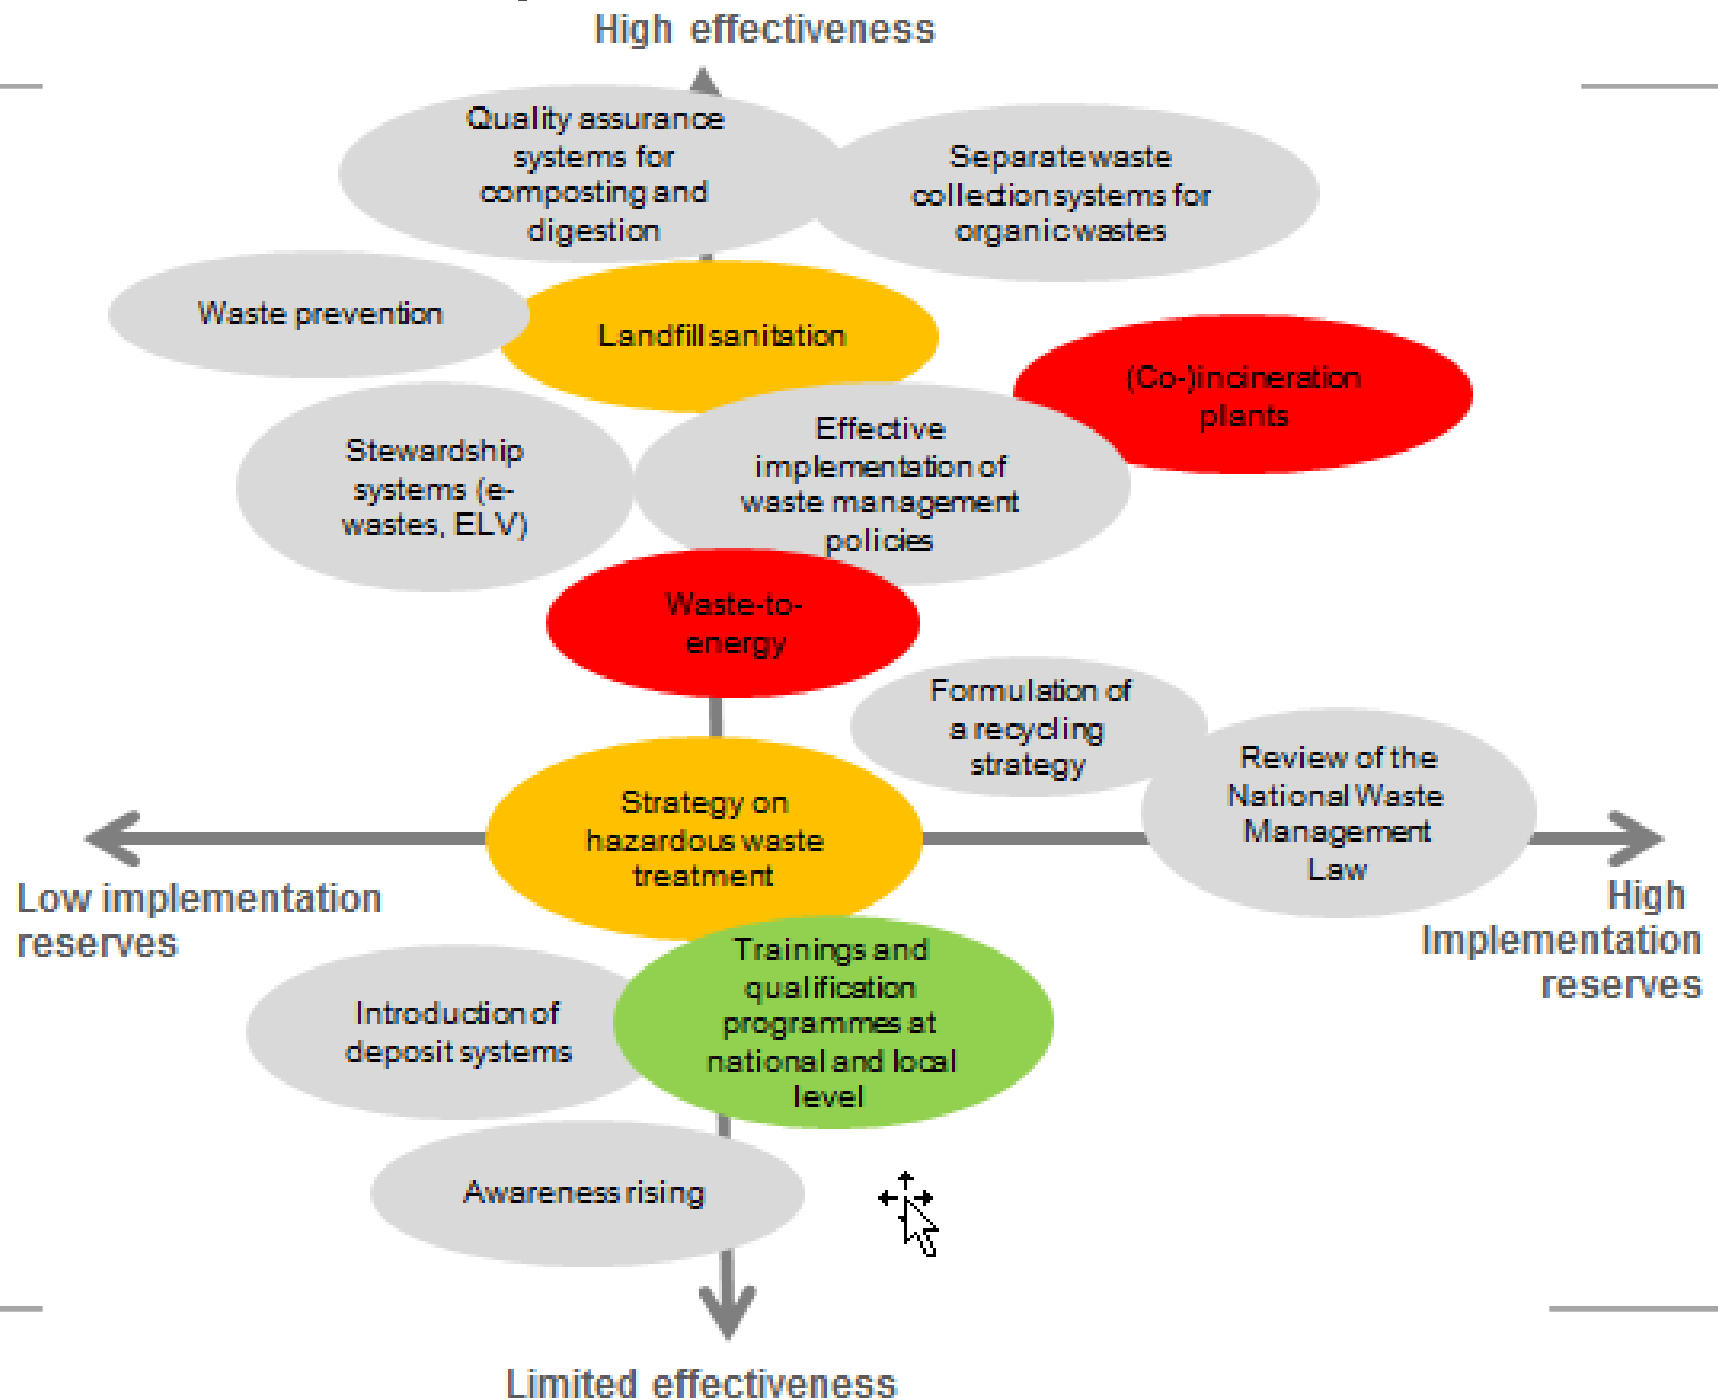 High effectiveness
Quality assurance
systems for
composting and
digestion
Separate waste
collection systems for
organic wastes
Waste prevention
Landfill sanitation
(Co-)incineration
plants
Stewardship
systems (e-
wastes, ELV)
Effective
implementation of
waste management
policies
Waste-to-
energy
Formulation of
a recycling
strategy
Review of the
National Waste
Management
Law
Strategy on
hazardous waste
treatment
Low implementation
reserves
High
Implementation
reserves
Trainings and
qualification
programmes at
national and local
level
Introduction of
deposit systems
Awareness rising
Limited effectiveness